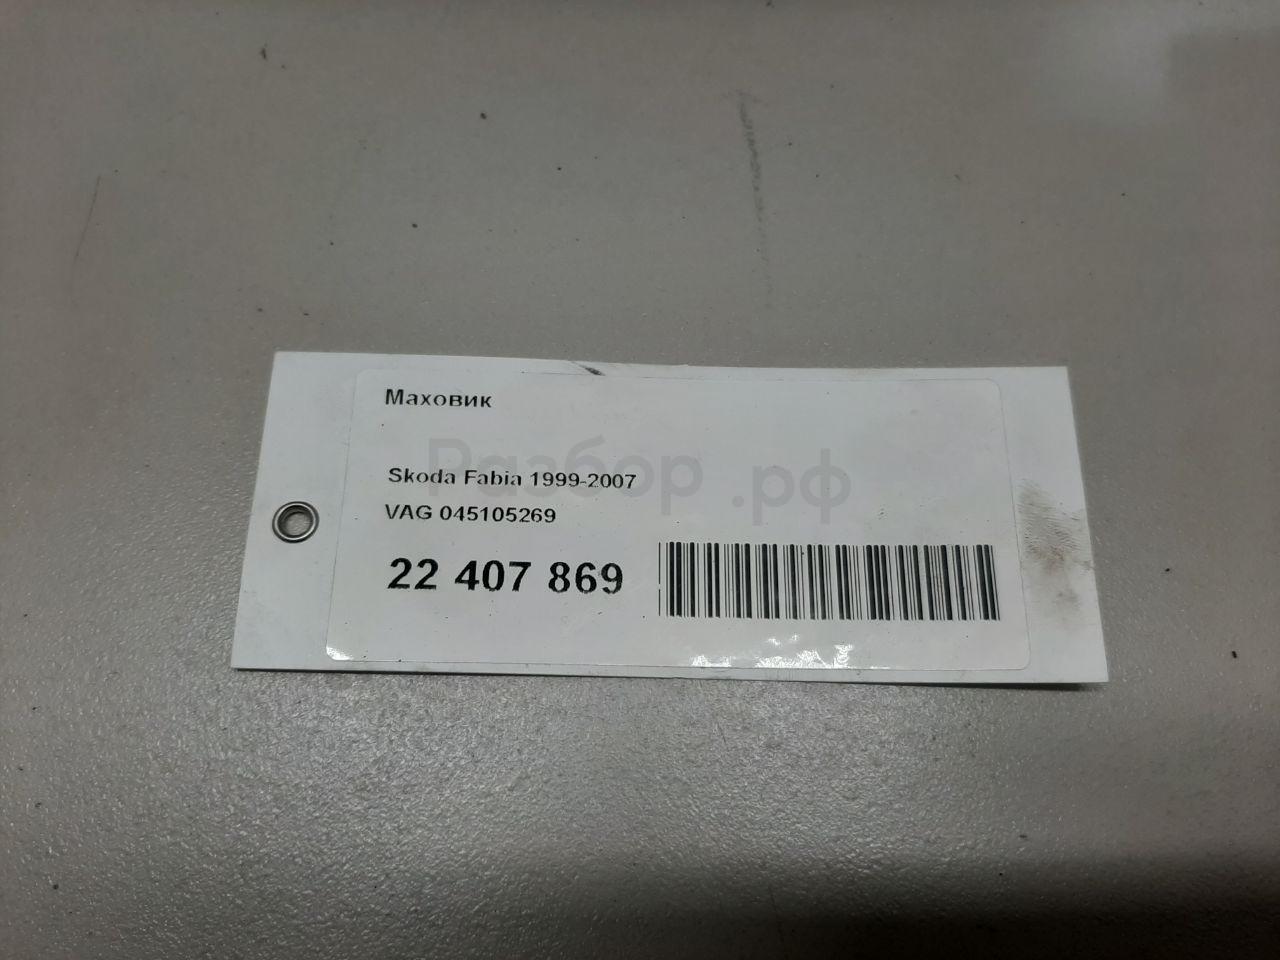 Маховик
Разбор.рф
Skoda Fabia 1999-2007
VAG 045105269
22 407 869